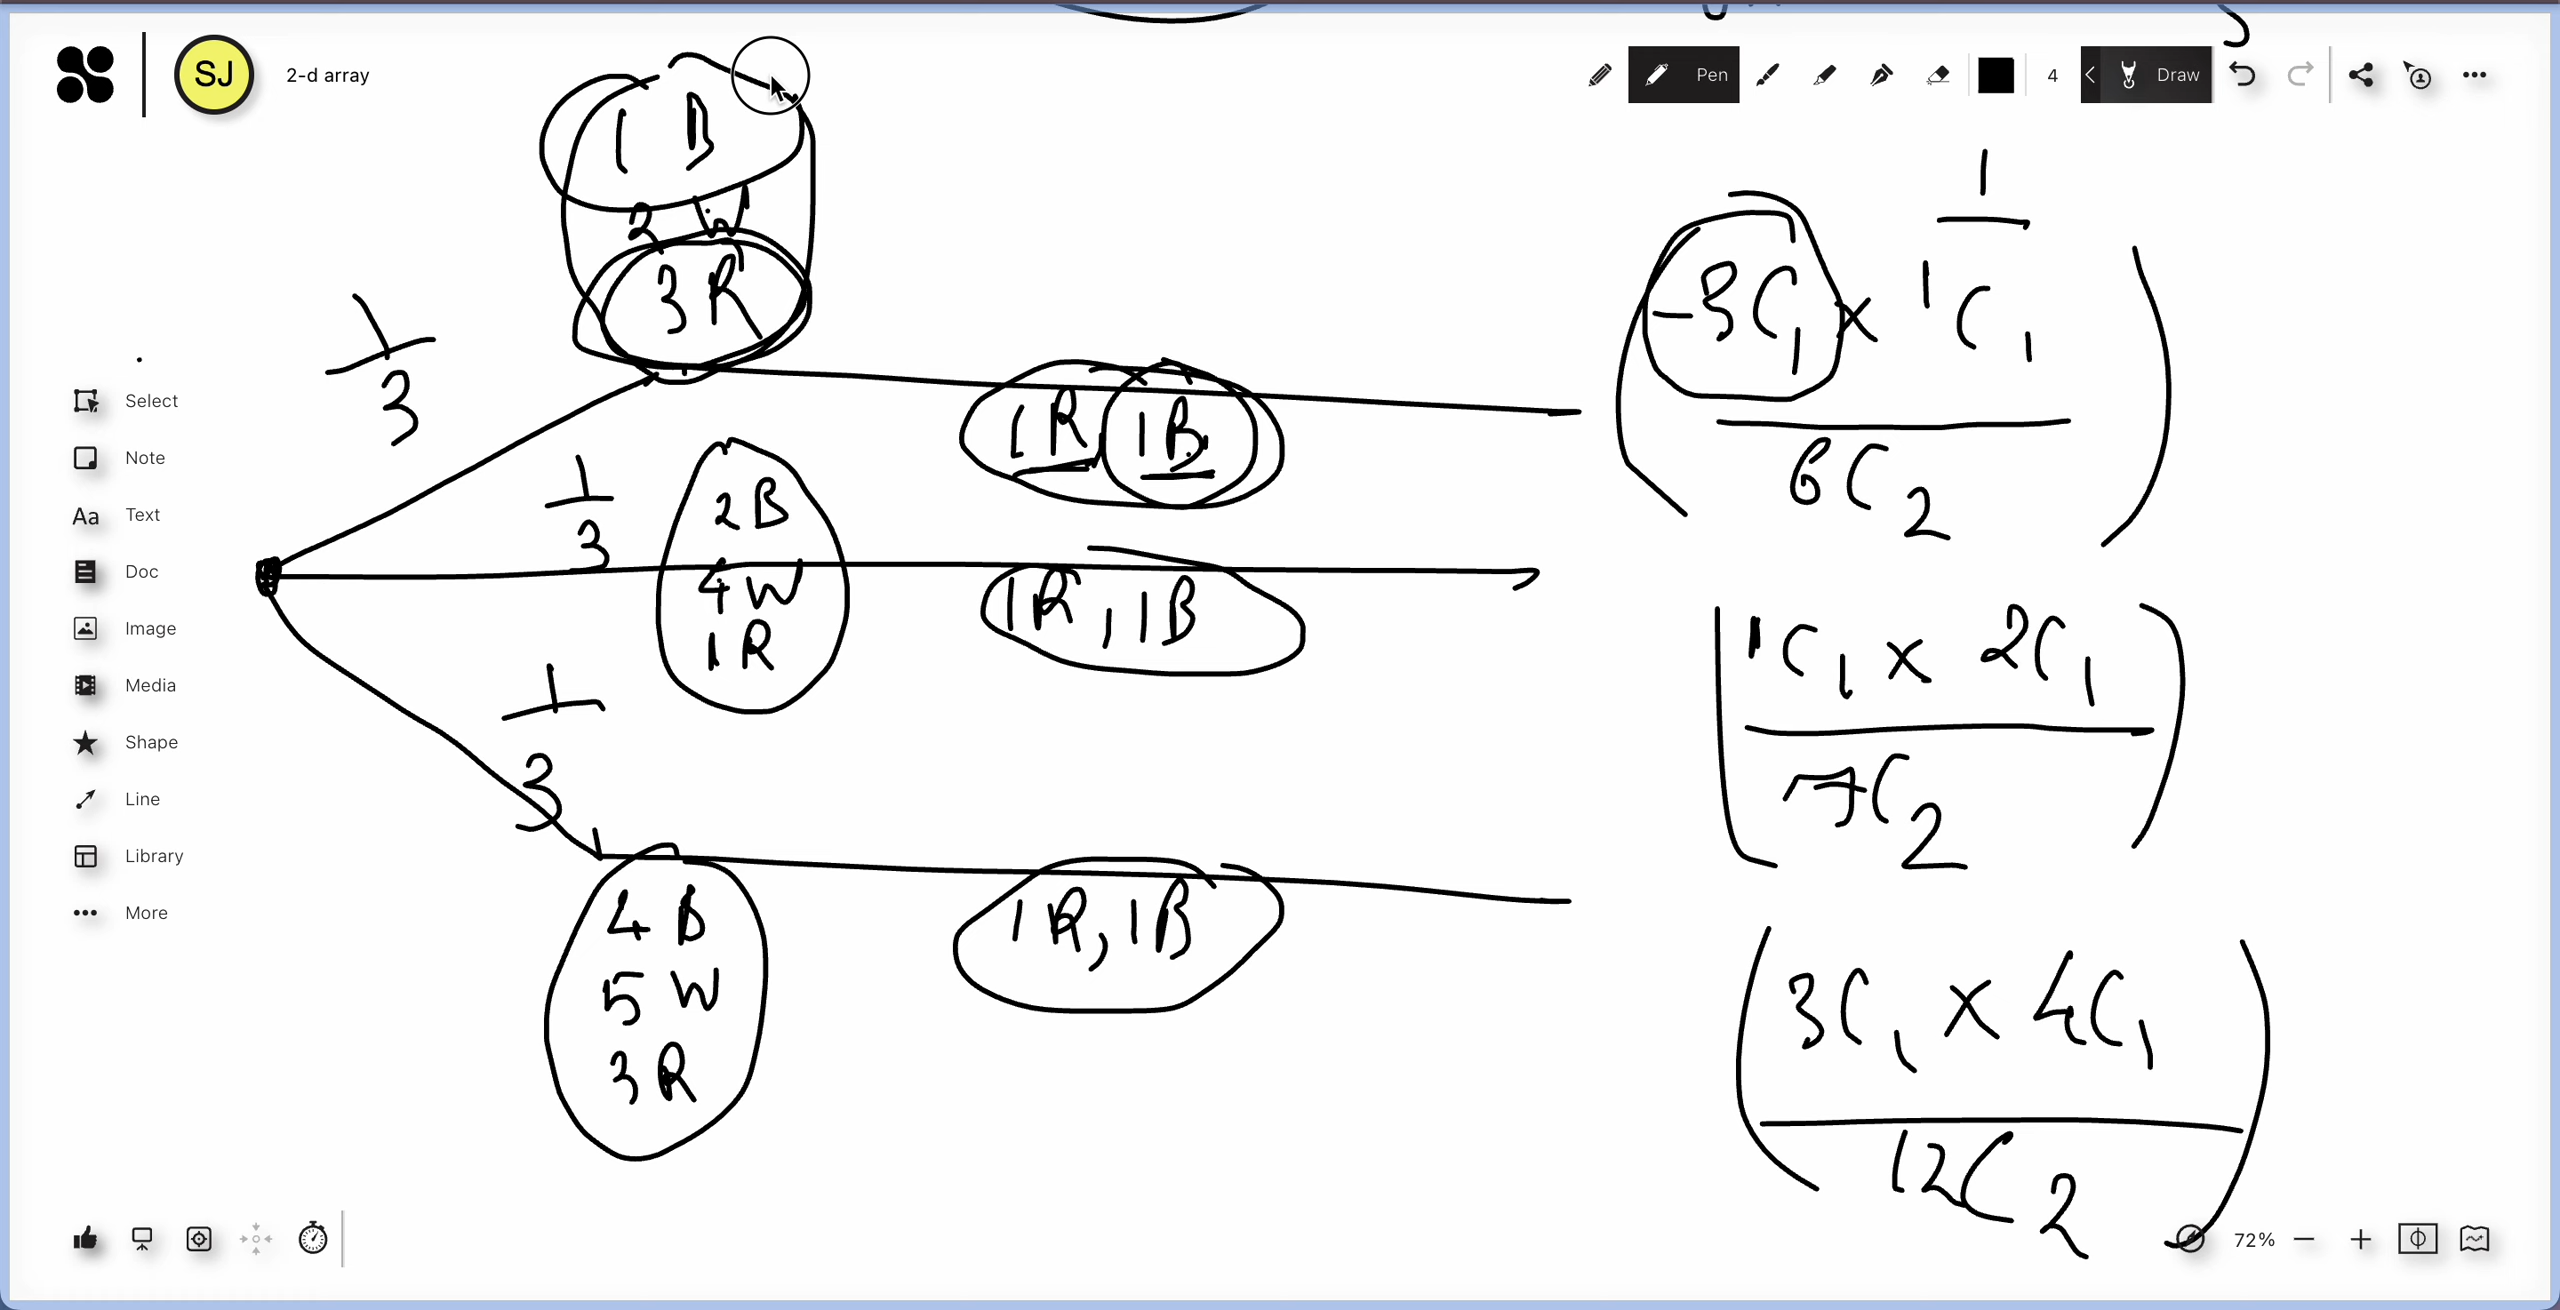 SJ
2-d array
Pen
4
Draw
1 B
2 W
3 R
1
3
1R, 1B
1
-3C1 x 1C1
6C2
Select
Note
Text
Doc
Image
Media
Shape
Line
Library
More
1
3
2 B
4 W
1 R
1R, 1B
1C1 x 2C1
7C2
1
3
4 B
5 W
3 R
1R, 1B
3C1 x 4C1
12C2
72%